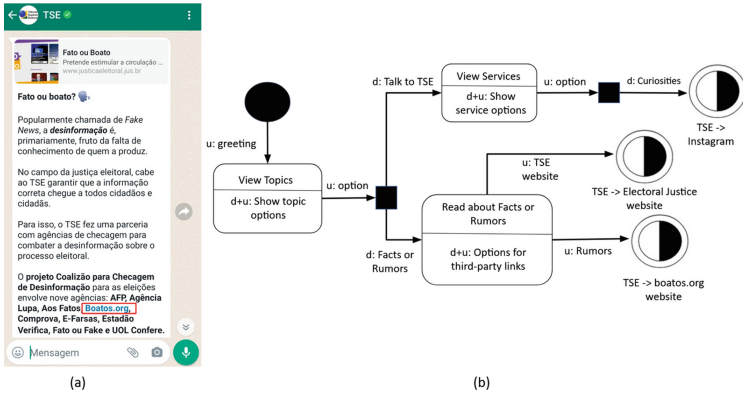 TSE
Fato ou Boato
Pretende estimular a circulação ...
www.justicaeleitoral.jus.br
Fato ou boato?
Popularmente chamada de Fake
News, a desinformação é,
primariamente, fruto da falta de
conhecimento de quem a produz.
No campo da justiça eleitoral, cabe
ao TSE garantir que a informação
correta chegue a todos cidadãos e
cidadãs.
Para isso, o TSE fez uma parceria
com agências de checagem para
combater a desinformação sobre o
processo eleitoral.
O projeto Coalizão para Checagem
de Desinformação para as eleições
envolve nove agências: AFP, Agência
Lupa, Aos Fatos Boatos.org,
Comprova, E-Farsas, Estadão
Verifica, Fato ou Fake e UOL Confere.
Mensagem
(a)
u: greeting
View Topics
d+u: Show topic
options
u: option
d: Talk to TSE
View Services
d+u: Show
service options
u: option
d: Curiosities
TSE ->
Instagram
d: Facts or
Rumors
Read about Facts or
Rumors
d+u: Options for
third-party links
u: TSE
website
TSE -> Electoral Justice
website
u: Rumors
TSE -> boatos.org
website
(b)